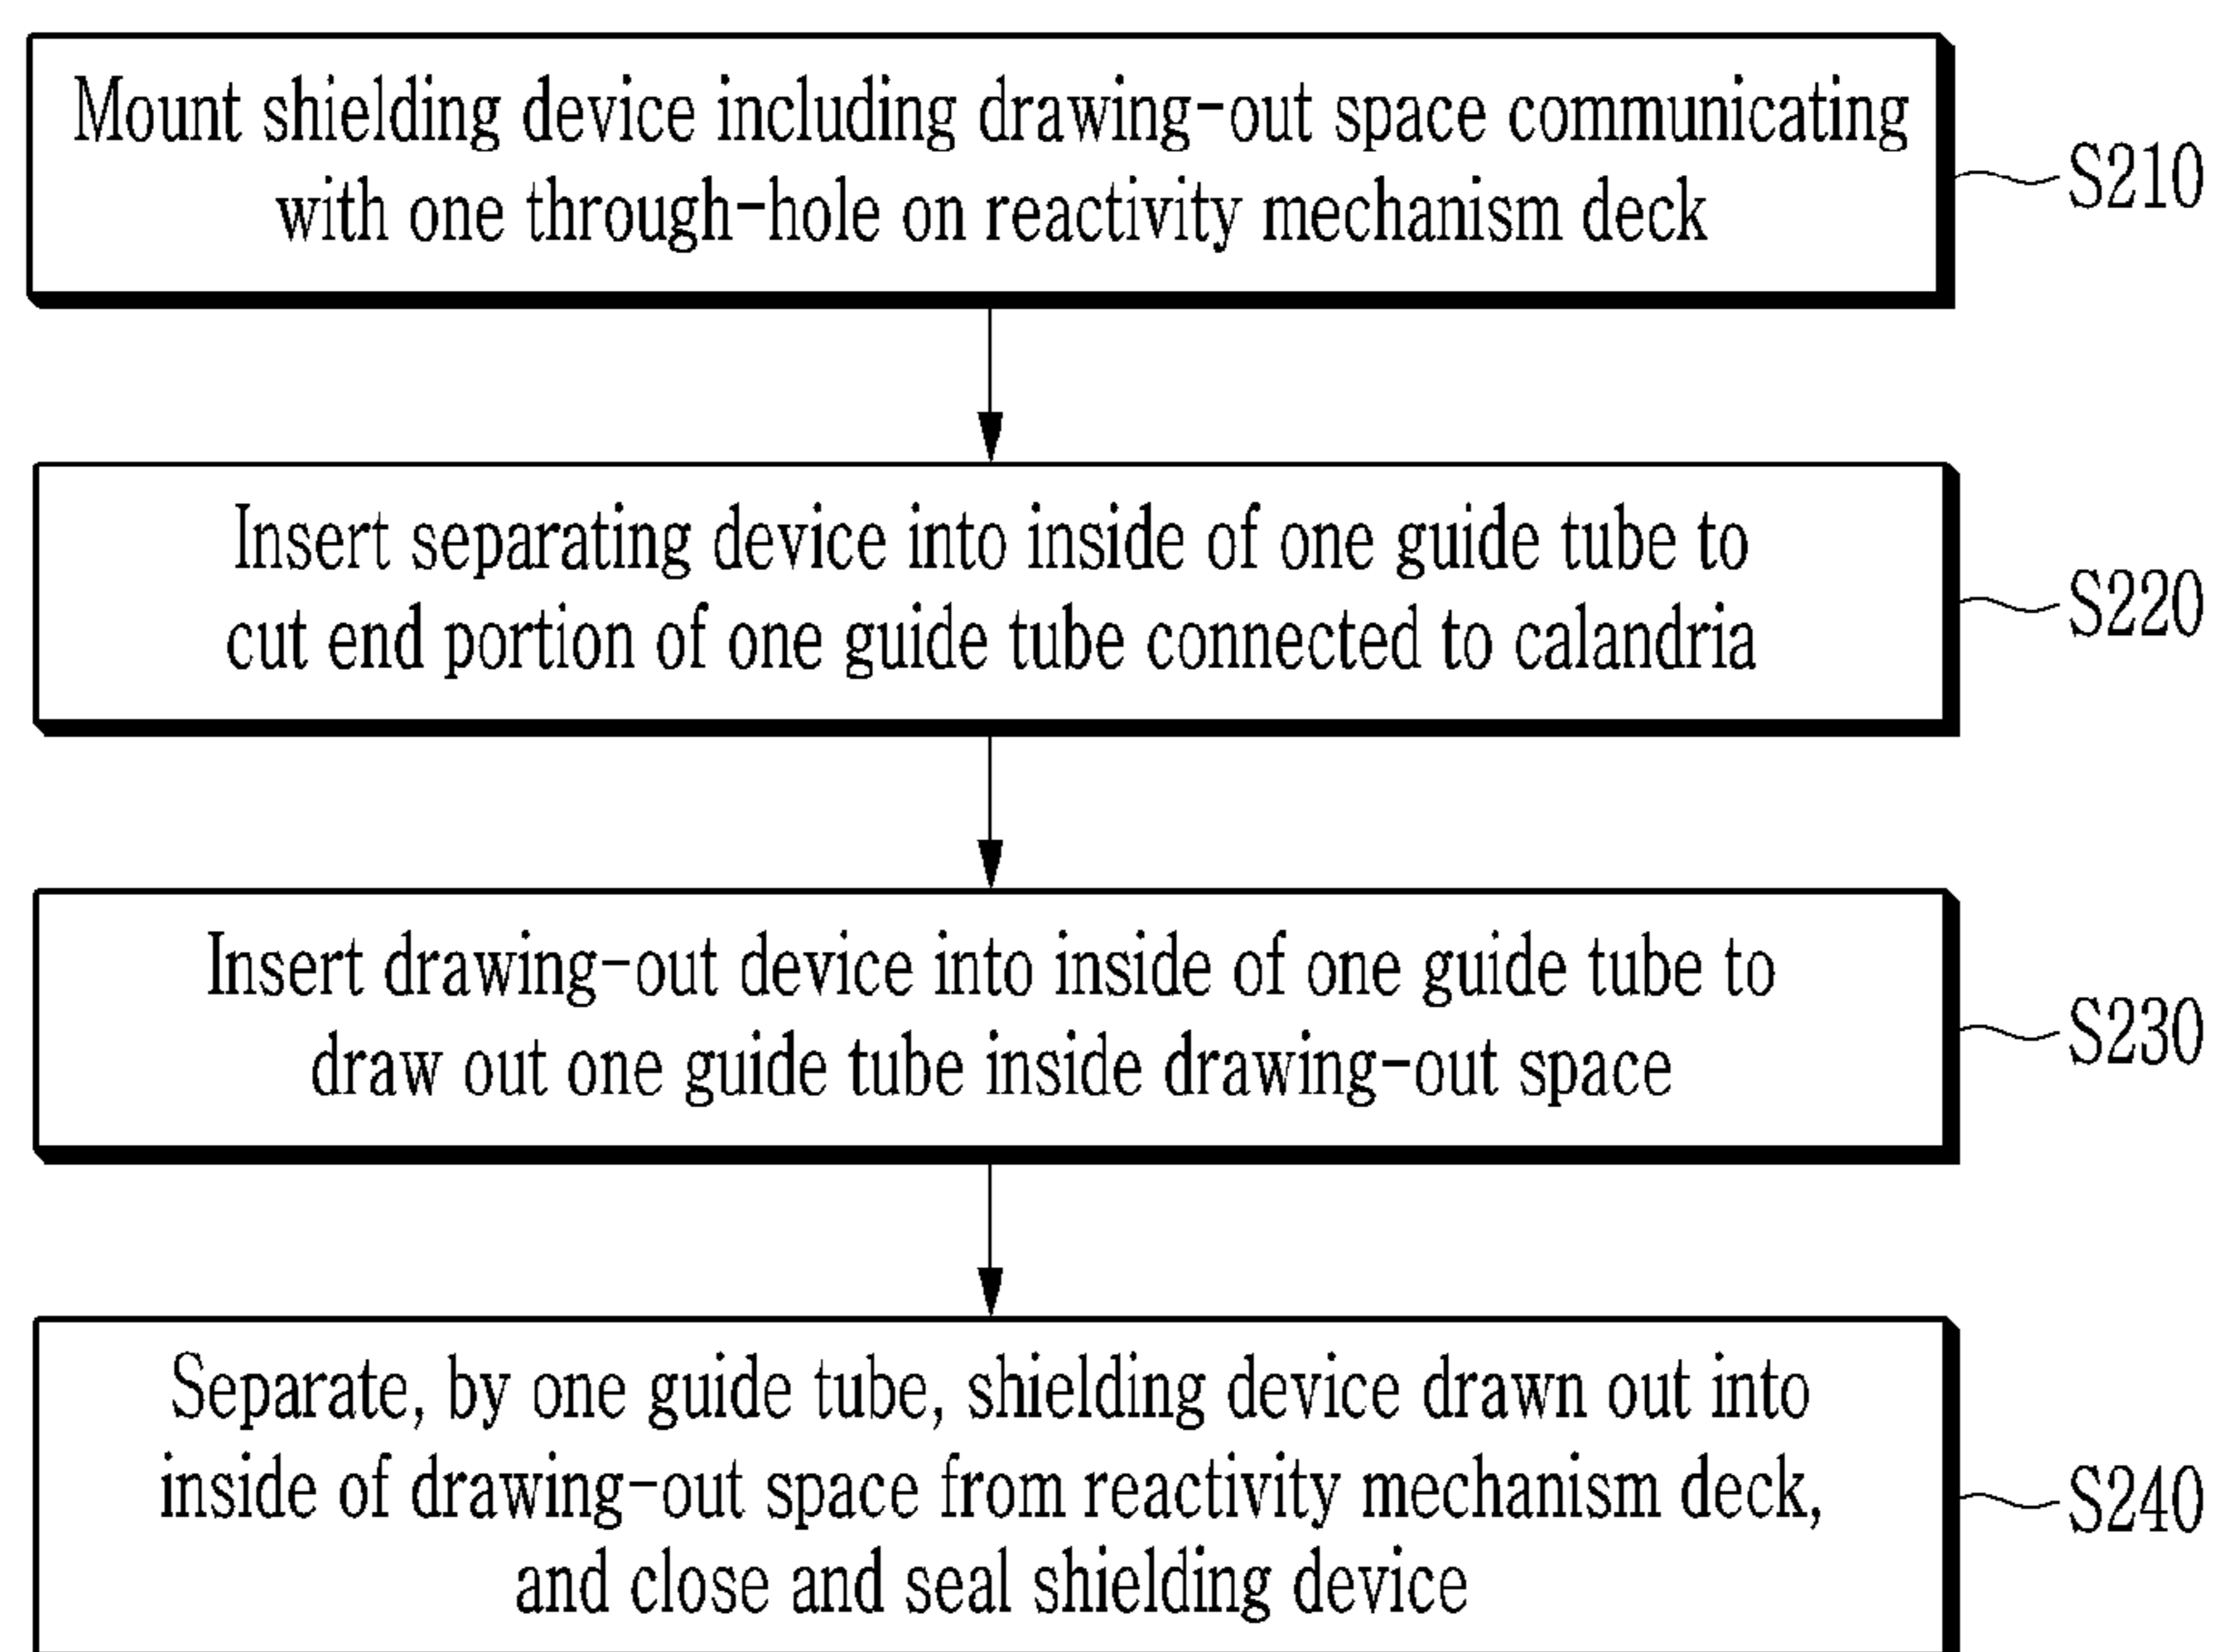 Mount shielding device including drawing-out space communicating
with one through-hole on reactivity mechanism deck
S210
Insert separating device into inside of one guide tube to
cut end portion of one guide tube connected to calandria
S220
Insert drawing-out device into inside of one guide tube to
draw out one guide tube inside drawing-out space
S230
Separate, by one guide tube, shielding device drawn out into
inside of drawing-out space from reactivity mechanism deck,
and close and seal shielding device
S240